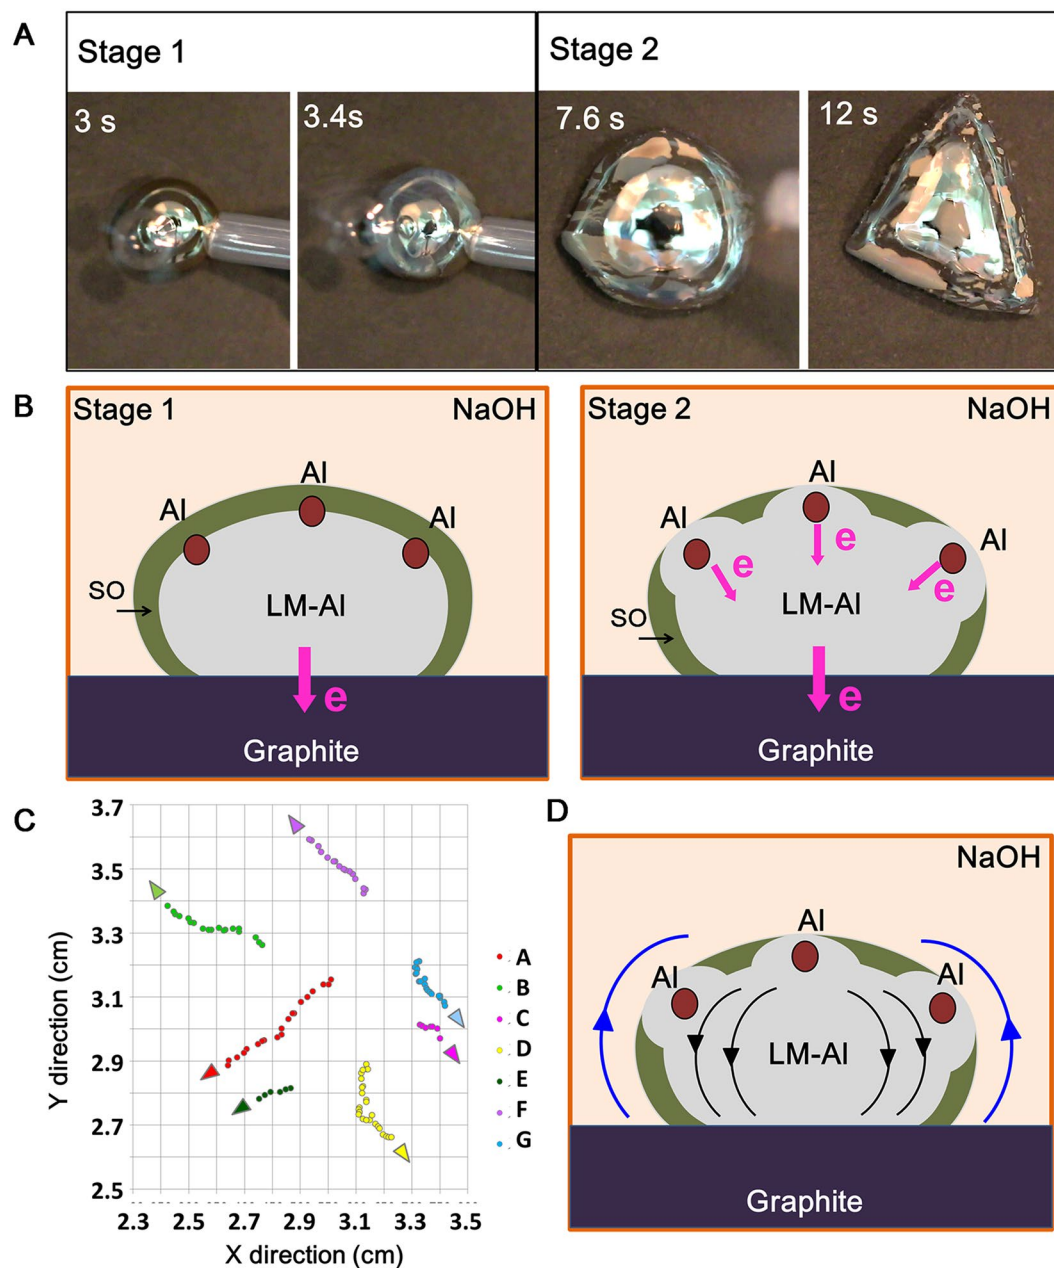 A
Stage 1
Stage 2
3 s
3.4s
7.6 s
12 s
B
Stage 1
NaOH
Al
Al
Al
SO
LM-Al
e
Graphite
Stage 2
NaOH
Al
Al
Al
e
e
e
SO
LM-Al
e
Graphite
C
3.7
3.5
3.3
3.1
2.9
2.7
2.5
2.3 2.5 2.7 2.9 3.1 3.3 3.5
Y direction (cm)
X direction (cm)
A
B
C
D
E
F
G
D
NaOH
Al
Al
Al
LM-Al
Graphite